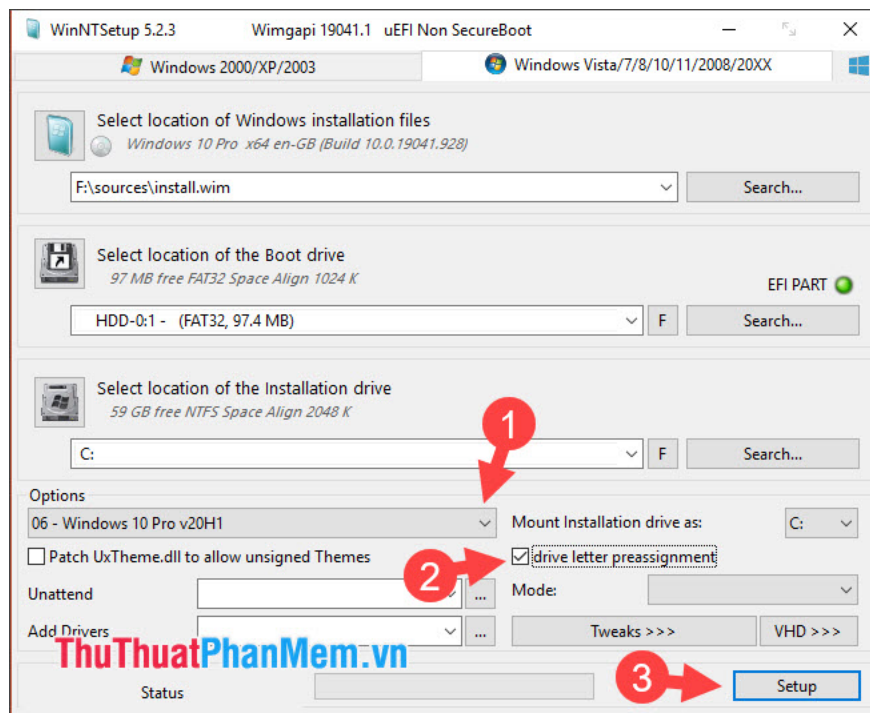 WinNTSetup 5.2.3 Wimgapi 19041.1 uEFI Non SecureBoot
Windows 2000/XP/2003 Windows Vista/7/8/10/11/2008/20XX
Select location of Windows installation files
Windows 10 Pro x64 en-GB (Build 10.0.19041.928)
F:\sources\install.wim Search...
Select location of the Boot drive
97 MB free FAT32 Space Align 1024 K
EFI PART
HDD-0:1 - (FAT32, 97.4 MB) F Search...
Select location of the Installation drive
59 GB free NTFS Space Align 2048 K
1
C: F Search...
Options
06 - Windows 10 Pro v20H1 Mount Installation drive as: C:
Patch UxTheme.dll to allow unsigned Themes 2 drive letter preassignment
Unattend ... Mode:
Add Drivers ... Tweaks >>> VHD >>>
ThuThuatPhanMem.vn
Status 3 Setup